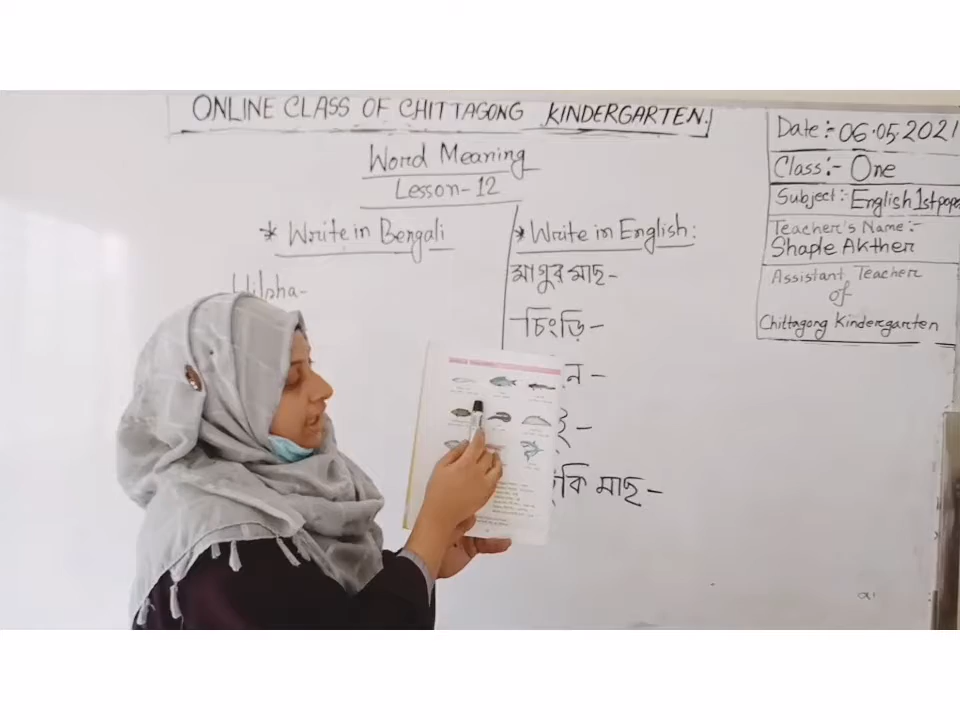 ONLINE CLASS OF CHITTAGONG KINDERGARTEN.
Word Meaning
Lesson-12
* Write in Bengali
Hilsha-
* Write in English:
মাগুর মাছ-
চিংড়ি-
ন -
ই-
কি মাছ-
Date:- 06.05.2021
Class:- One
Subject:- English 1st pape
Teacher's Name:-
Shaple Akther
Assistant Teacher
of
Chittagong Kindergarten